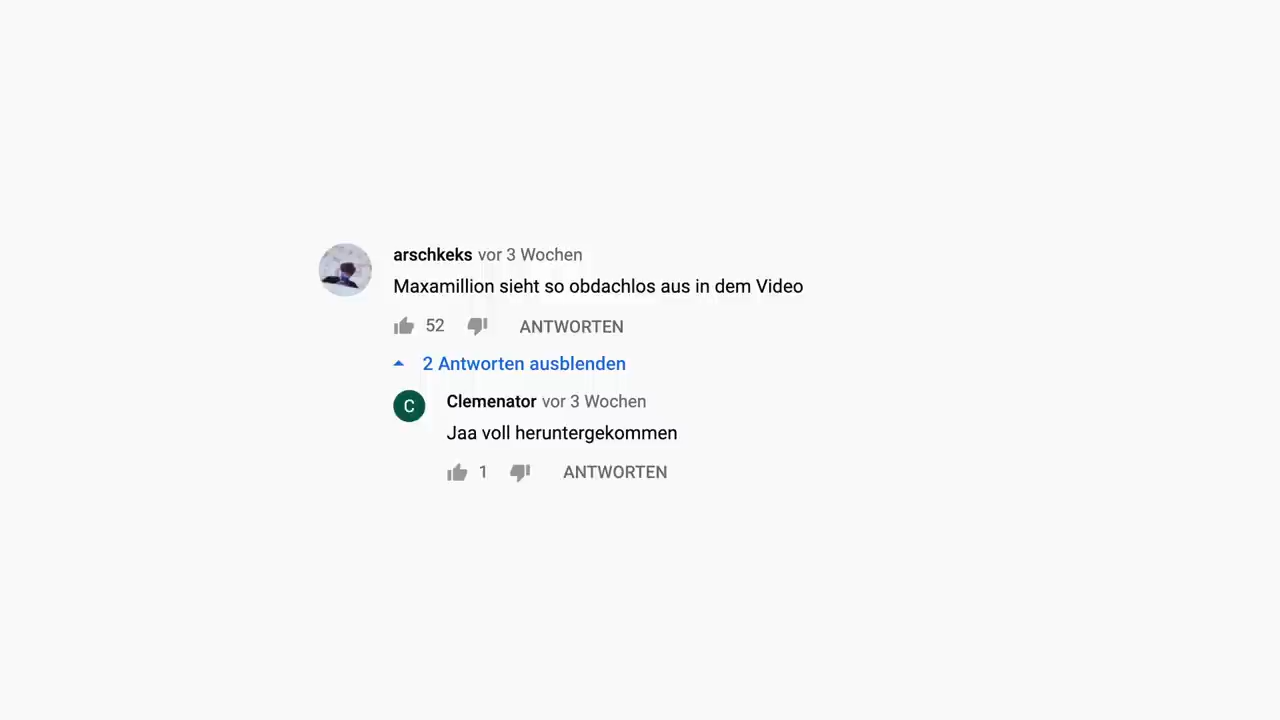 arschkeks vor 3 Wochen
Maxamillion sieht so obdachlos aus in dem Video
52 ANTWORTEN
2 Antworten ausblenden
C Clemenator vor 3 Wochen
Jaa voll heruntergekommen
1 ANTWORTEN